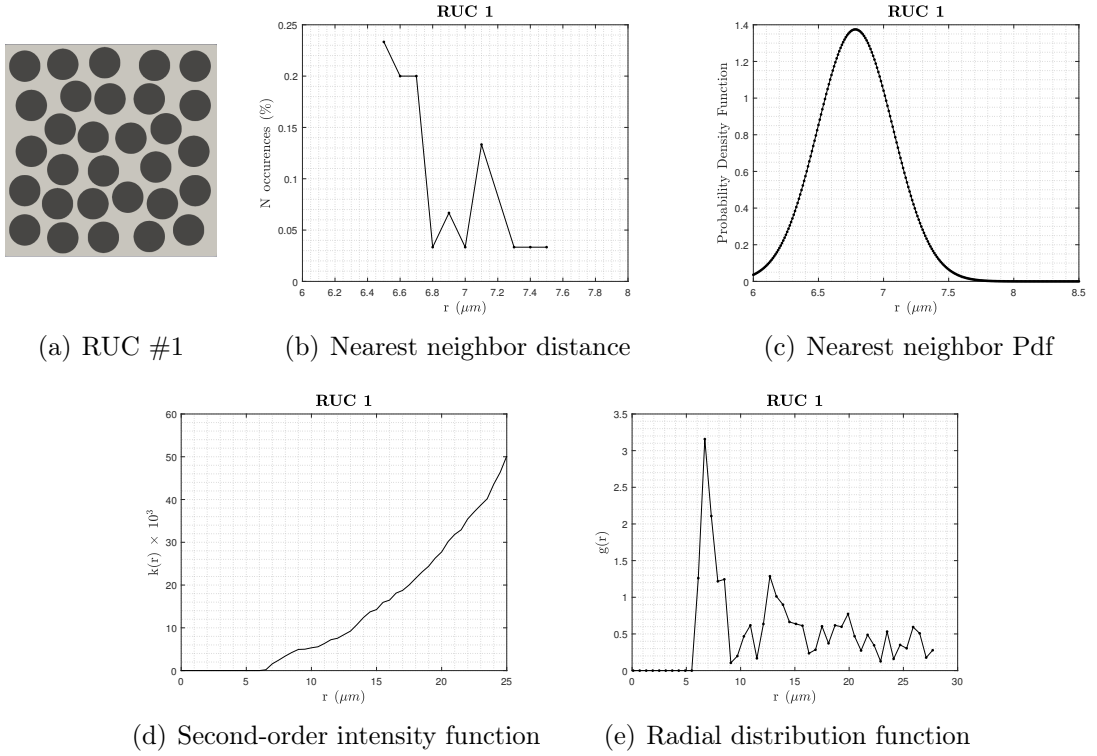 RUC 1
N occurences (%)
0.25
0.2
0.15
0.1
0.05
0
6 6.2 6.4 6.6 6.8 7 7.2 7.4 7.6 7.8 8
r (μm)
RUC 1
Probability Density Function
1.4
1.2
1
0.8
0.6
0.4
0.2
0
6 6.5 7 7.5 8 8.5
r (μm)
(a) RUC #1
(b) Nearest neighbor distance
(c) Nearest neighbor Pdf
RUC 1
k(r) × 10³
60
50
40
30
20
10
0
0 5 10 15 20 25
r (μm)
RUC 1
g(r)
3.5
3
2.5
2
1.5
1
0.5
0
0 5 10 15 20 25 30
r (μm)
(d) Second-order intensity function
(e) Radial distribution function